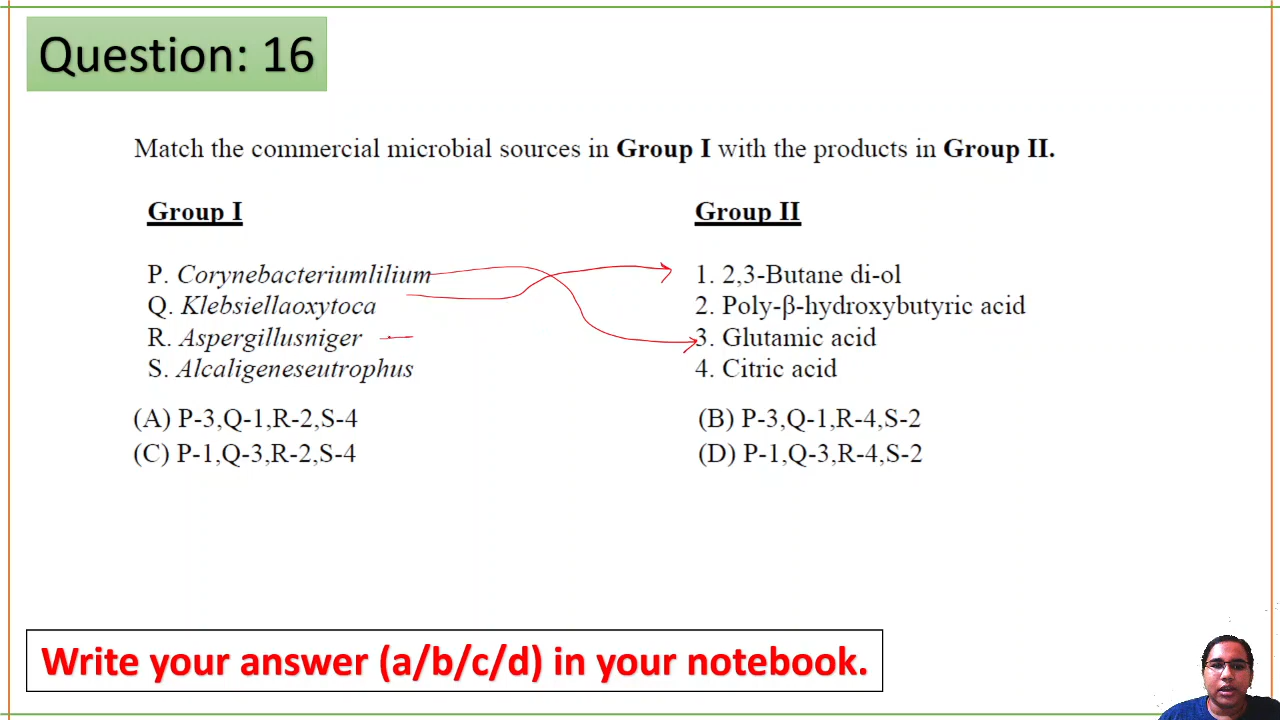 Question: 16
Match the commercial microbial sources in Group I with the products in Group II.
Group I
Group II
P. Corynebacteriumlilium
Q. Klebsiellaoxytoca
R. Aspergillusniger
S. Alcaligeneseutrophus
1. 2,3-Butane di-ol
2. Poly-β-hydroxybutyric acid
3. Glutamic acid
4. Citric acid
(A) P-3,Q-1,R-2,S-4
(B) P-3,Q-1,R-4,S-2
(C) P-1,Q-3,R-2,S-4
(D) P-1,Q-3,R-4,S-2
Write your answer (a/b/c/d) in your notebook.